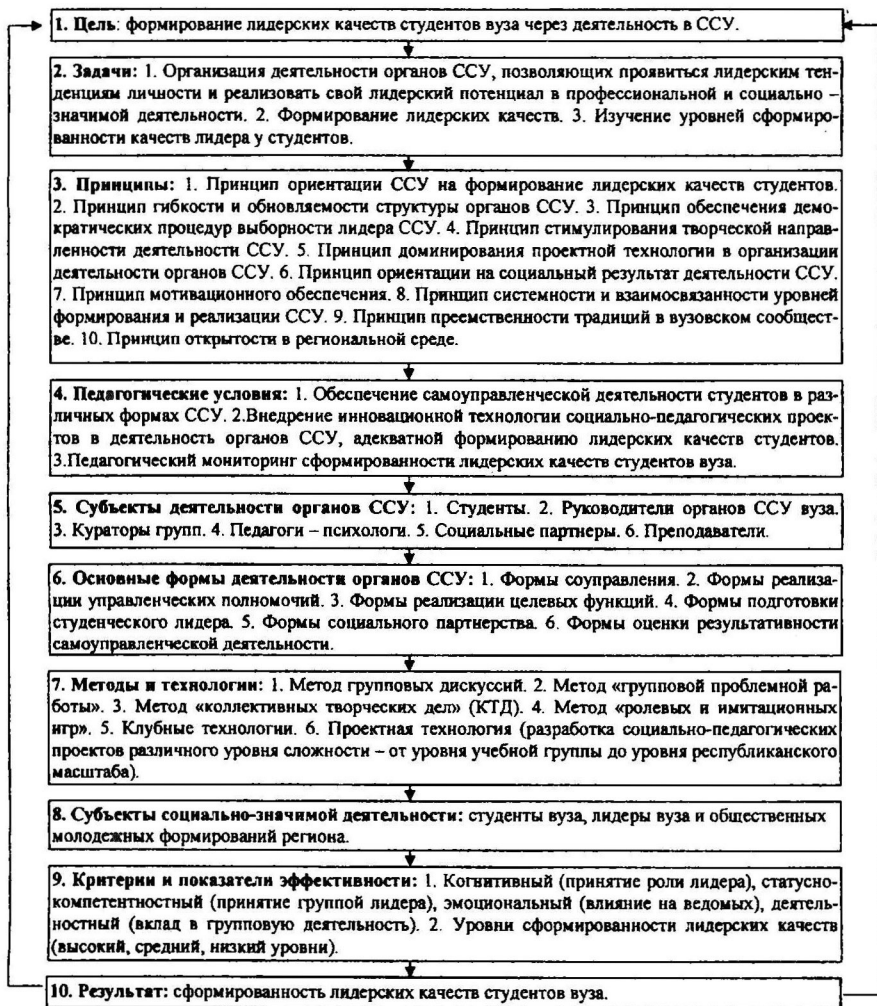 1. Цель: формирование лидерских качеств студентов вуза через деятельность в ССУ.
2. Задачи: 1. Организация деятельности органов ССУ, позволяющих проявиться лидерским тен-
денциям личности и реализовать свой лидерский потенциал в профессиональной и социально –
значимой деятельности. 2. Формирование лидерских качеств. 3. Изучение уровней сформиро-
ванности качеств лидера у студентов.
3. Принципы: 1. Принцип ориентации ССУ на формирование лидерских качеств студентов.
2. Принцип гибкости и обновляемости структуры органов ССУ. 3. Принцип обеспечения демо-
кратических процедур выборности лидера ССУ. 4. Принцип стимулирования творческой направ-
ленности деятельности ССУ. 5. Принцип доминирования проектной технологии в организации
деятельности органов ССУ. 6. Принцип ориентации на социальный результат деятельности ССУ.
7. Принцип мотивационного обеспечения. 8. Принцип системности и взаимосвязанности уровней
формирования и реализации ССУ. 9. Принцип преемственности традиций в вузовском сообщест-
ве. 10. Принцип открытости в региональной среде.
4. Педагогические условия: 1. Обеспечение самоуправленческой деятельности студентов в раз-
личных формах ССУ. 2.Внедрение инновационной технологии социально-педагогических проек-
тов в деятельность органов ССУ, адекватной формированию лидерских качеств студентов.
3.Педагогический мониторинг сформированности лидерских качеств студентов вуза.
5. Субъекты деятельности органов ССУ: 1. Студенты. 2. Руководители органов ССУ вуза.
3. Кураторы групп. 4. Педагоги – психологи. 5. Социальные партнеры. 6. Преподаватели.
6. Основные формы деятельности органов ССУ: 1. Формы соуправления. 2. Формы реализа-
ции управленческих полномочий. 3. Формы реализации целевых функций. 4. Формы подготовки
студенческого лидера. 5. Формы социального партнерства. 6. Формы оценки результативности
самоуправленческой деятельности.
7. Методы и технологии: 1. Метод групповых дискуссий. 2. Метод «групповой проблемной ра-
боты». 3. Метод «коллективных творческих дел» (КТД). 4. Метод «ролевых и имитационных
игр». 5. Клубные технологии. 6. Проектная технология (разработка социально-педагогических
проектов различного уровня сложности – от уровня учебной группы до уровня республиканского
масштаба).
8. Субъекты социально-значимой деятельности: студенты вуза, лидеры вуза и общественных
молодежных формирований региона.
9. Критерии и показатели эффективности: 1. Когнитивный (принятие роли лидера), статусно-
компетентностный (принятие группой лидера), эмоциональный (влияние на ведомых), деятель-
ностный (вклад в групповую деятельность). 2. Уровни сформированности лидерских качеств
(высокий, средний, низкий уровни).
10. Результат: сформированность лидерских качеств студентов вуза.